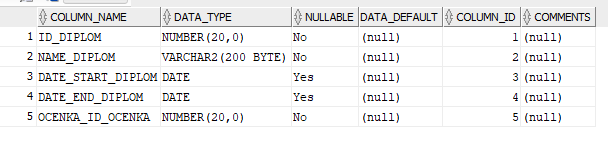 COLUMN_NAME DATA_TYPE NULLABLE DATA_DEFAULT COLUMN_ID COMMENTS
1 ID_DIPLOM NUMBER(20,0) No (null) 1 (null)
2 NAME_DIPLOM VARCHAR2(200 BYTE) No (null) 2 (null)
3 DATE_START_DIPLOM DATE Yes (null) 3 (null)
4 DATE_END_DIPLOM DATE Yes (null) 4 (null)
5 OCENKA_ID_OCENKA NUMBER(20,0) No (null) 5 (null)